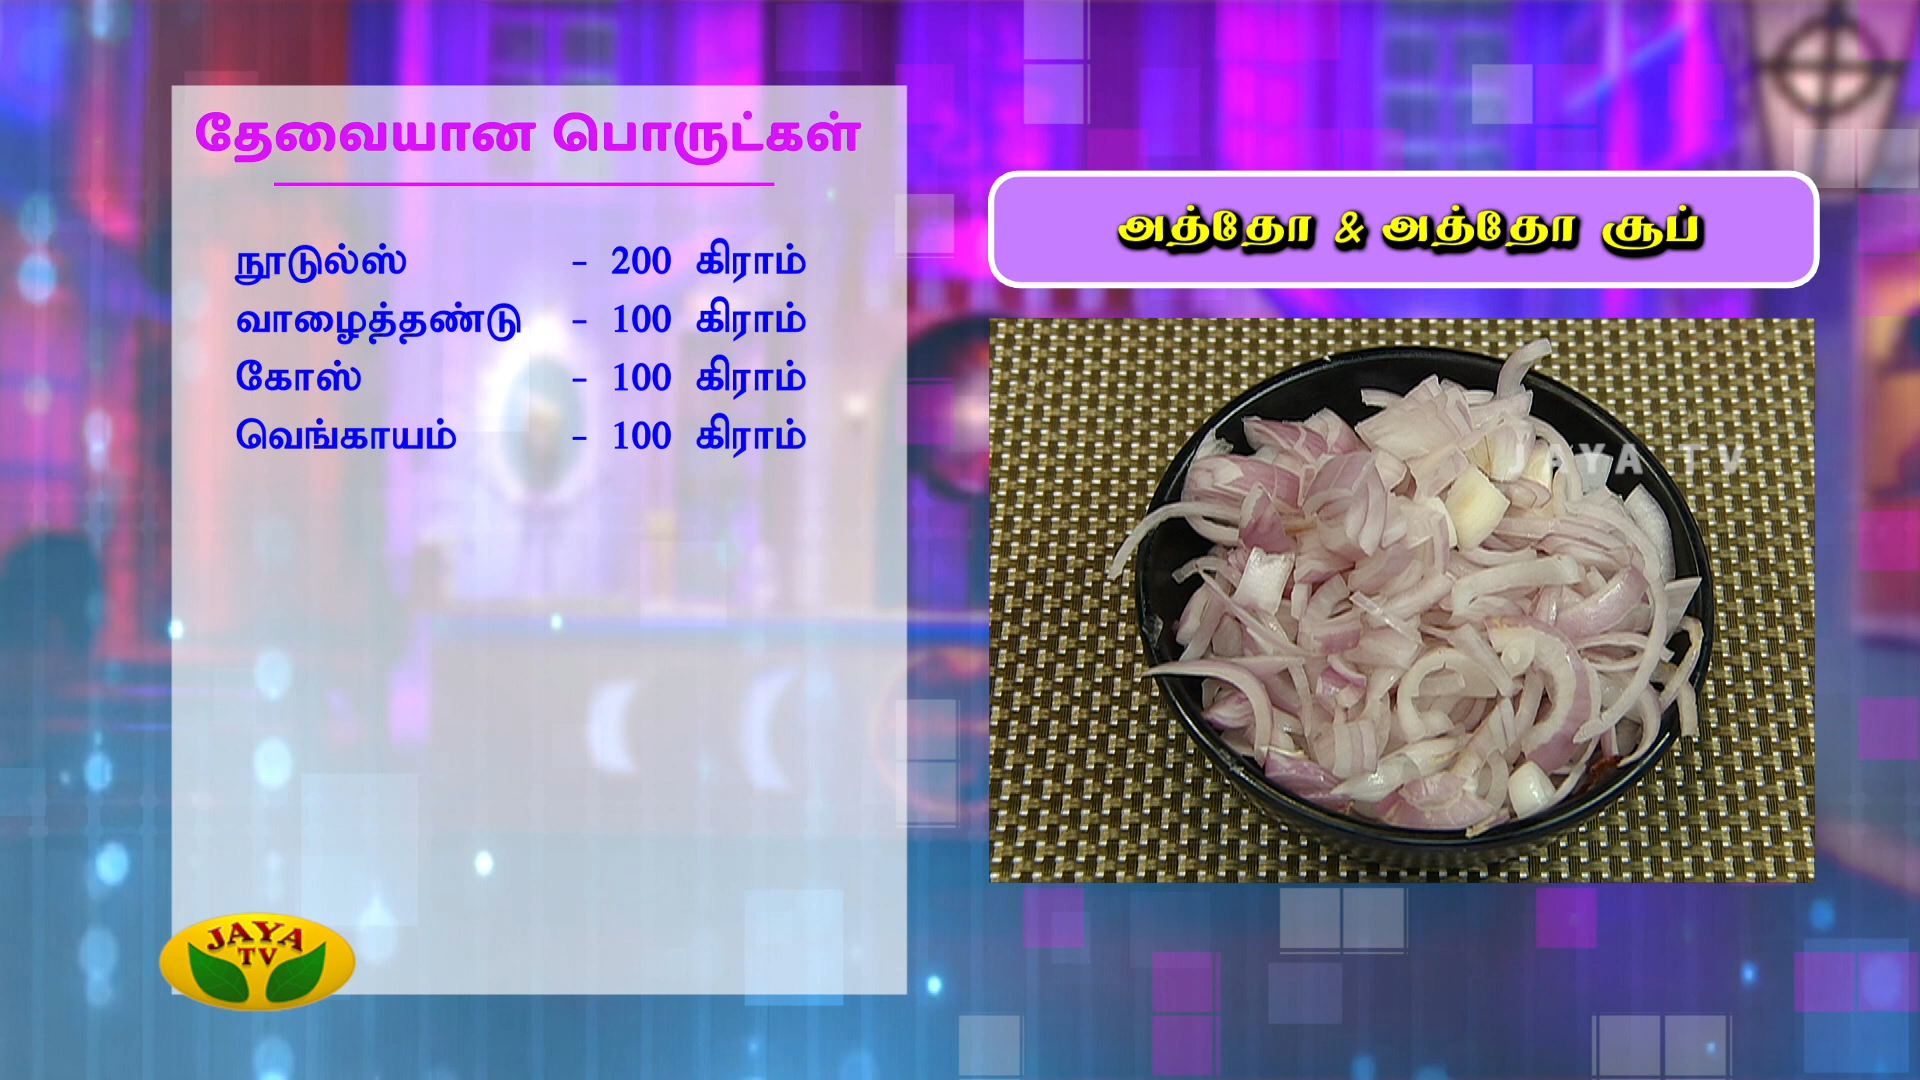 தேவையான பொருட்கள்
நூடுல்ஸ் - 200 கிராம்
வாழைத்தண்டு - 100 கிராம்
கோஸ் - 100 கிராம்
வெங்காயம் - 100 கிராம்
அத்தோ & அத்தோ சூப்
JAYA TV
JAYA
TV